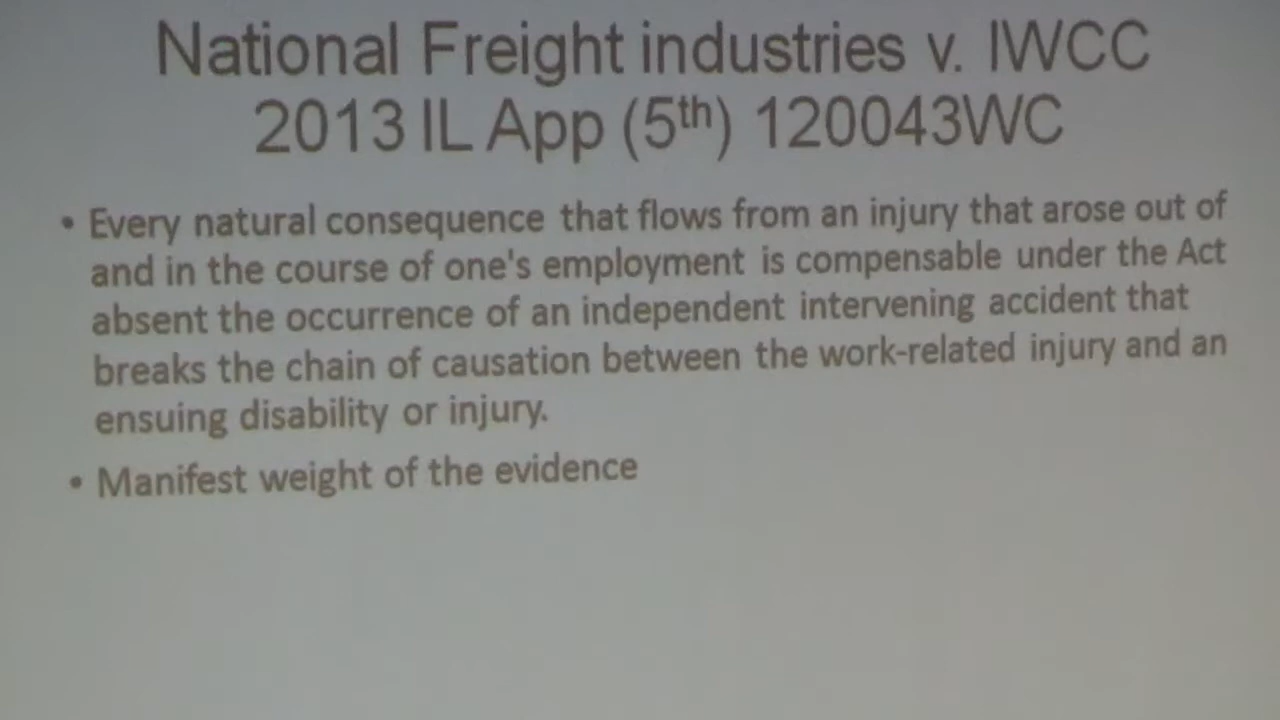 National Freight industries v. IWCC
2013 IL App (5th) 120043WC
• Every natural consequence that flows from an injury that arose out of
and in the course of one's employment is compensable under the Act
absent the occurrence of an independent intervening accident that
breaks the chain of causation between the work-related injury and an
ensuing disability or injury.
• Manifest weight of the evidence